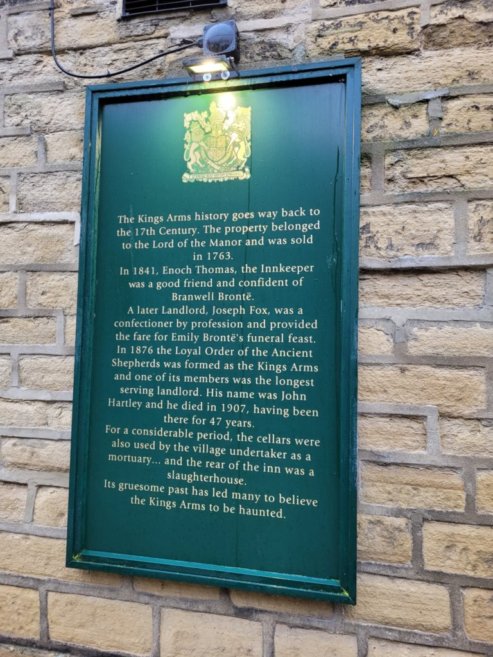 The Kings Arms history goes way back to
the 17th Century. The property belonged
to the Lord of the Manor and was sold
in 1763.
In 1841, Enoch Thomas, the Innkeeper
was a good friend and confident of
Branwell Brontë.
A later Landlord, Joseph Fox, was a
confectioner by profession and provided
the fare for Emily Brontë's funeral feast.
In 1876 the Loyal Order of the Ancient
Shepherds was formed as the Kings Arms
and one of its members was the longest
serving landlord. His name was John
Hartley and he died in 1907, having been
there for 47 years.
For a considerable period, the cellars were
also used by the village undertaker as a
mortuary... and the rear of the inn was a
slaughterhouse.
Its gruesome past has led many to believe
the Kings Arms to be haunted.